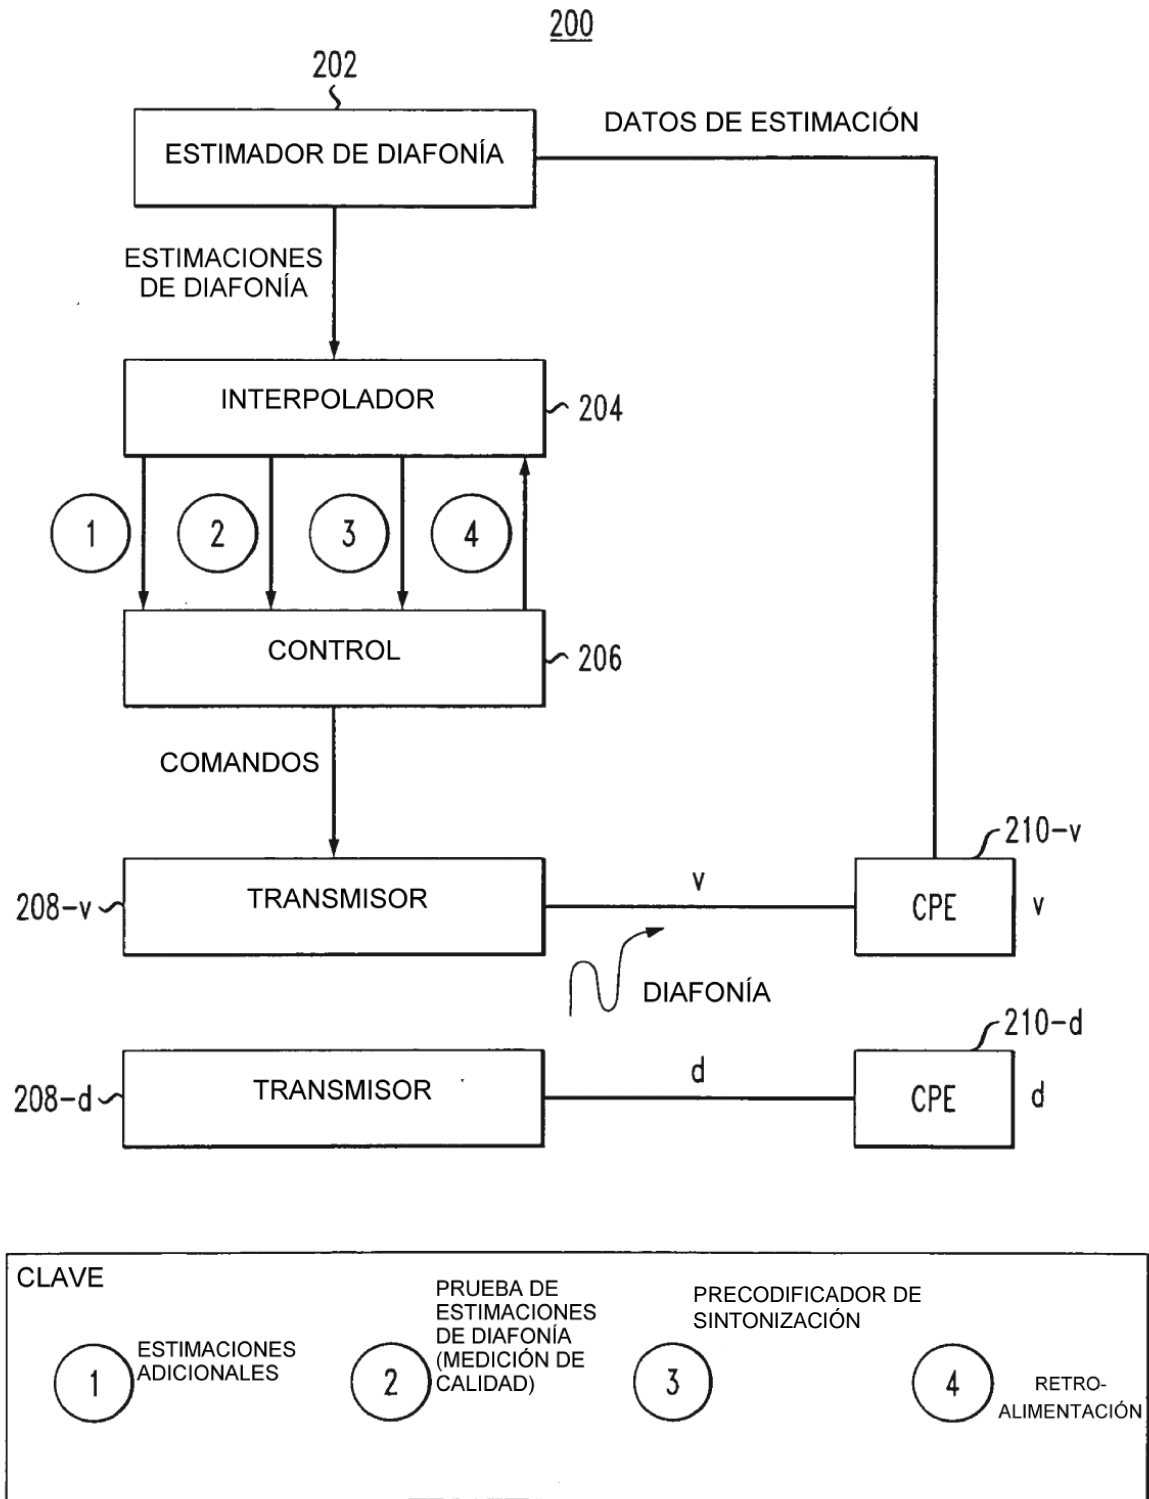 200
202
ESTIMADOR DE DIAFONÍA
DATOS DE ESTIMACIÓN
ESTIMACIONES
DE DIAFONÍA
INTERPOLADOR
204
1
2
3
4
CONTROL
206
COMANDOS
210-v
208-v
TRANSMISOR
v
CPE
v
DIAFONÍA
210-d
208-d
TRANSMISOR
d
CPE
d
CLAVE
1
ESTIMACIONES
ADICIONALES
2
PRUEBA DE
ESTIMACIONES
DE DIAFONÍA
(MEDICIÓN DE
CALIDAD)
3
PRECODIFICADOR DE
SINTONIZACIÓN
4
RETRO-
ALIMENTACIÓN